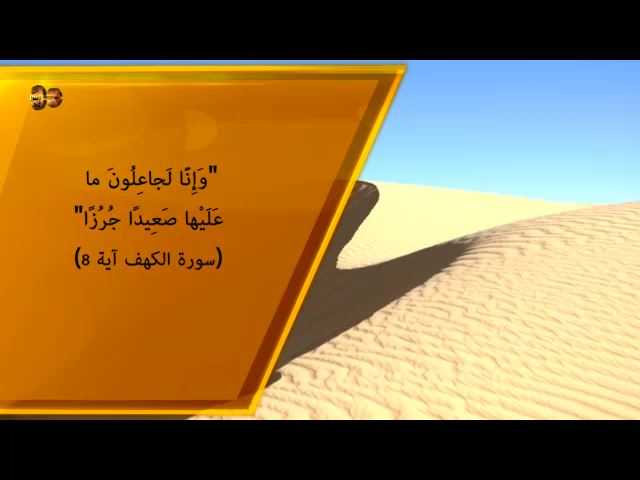 "وَإِنَّا لَجاعِلُونَ ما
عَلَيْها صَعِيدًا جُرُزًا"
(سورة الكهف آية 8)